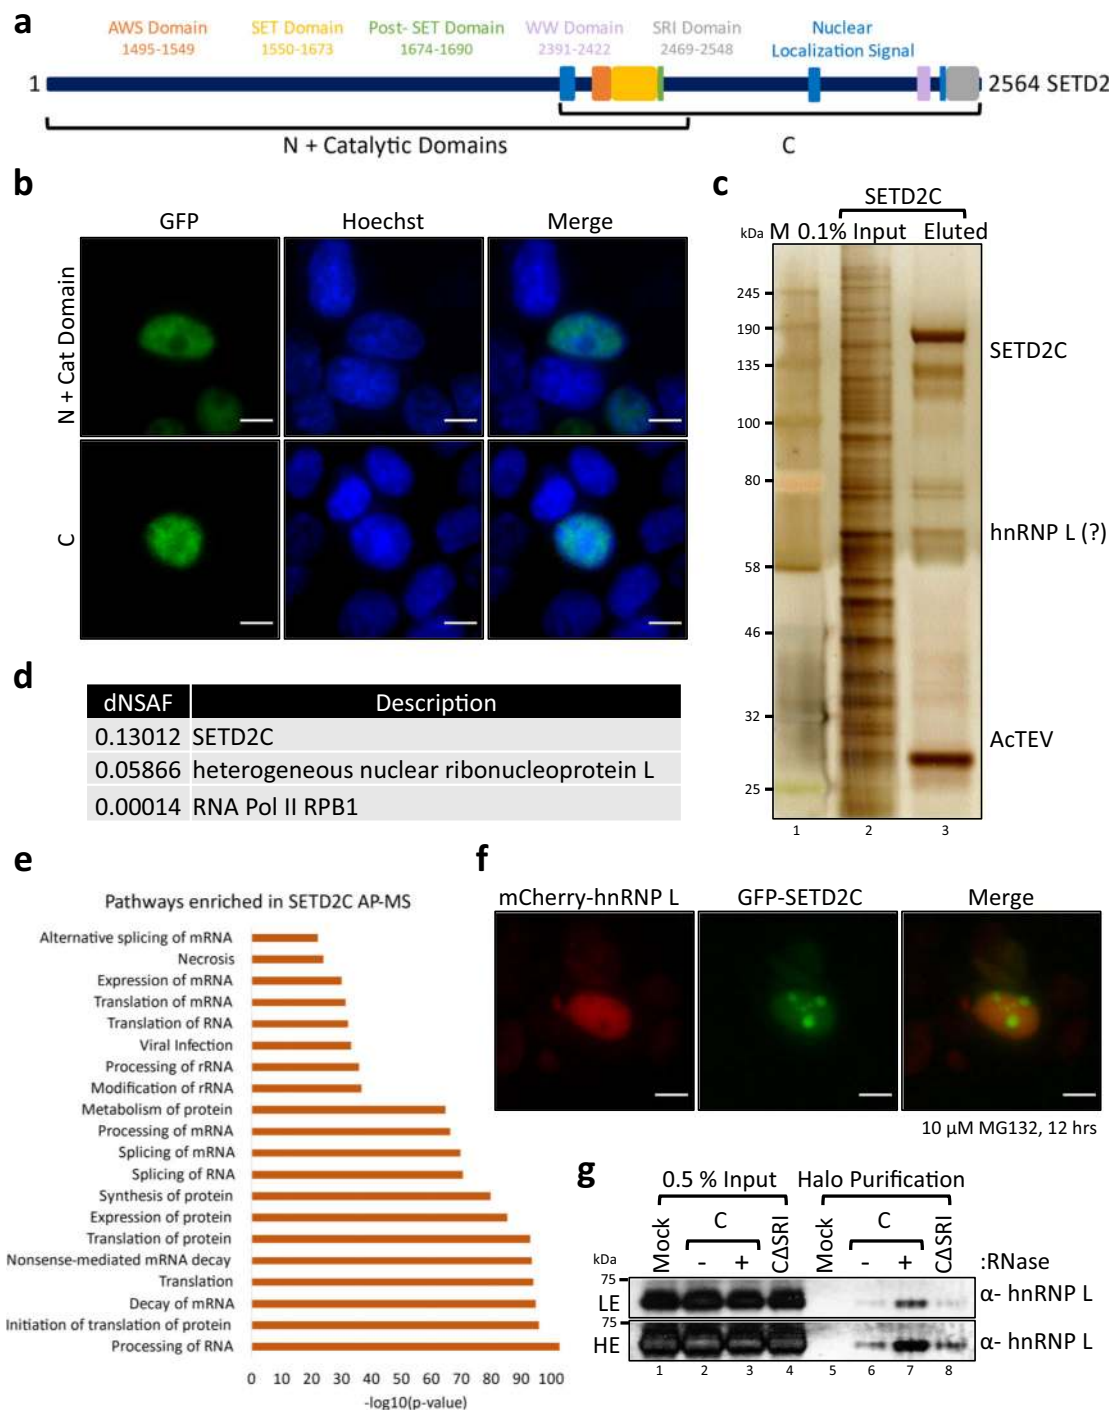 a
AWS Domain SET Domain Post- SET Domain WW Domain SRI Domain Nuclear
1495-1549 1550-1673 1674-1690 2391-2422 2469-2548 Localization Signal
1 2564 SETD2
N + Catalytic Domains C
b
GFP Hoechst Merge
N + Cat Domain
C
c
SETD2C
kDa M 0.1% Input Eluted
245
190
SETD2C
135
100
80
hnRNP L (?)
58
46
32
AcTEV
25
1 2 3
d
dNSAF Description
0.13012 SETD2C
0.05866 heterogeneous nuclear ribonucleoprotein L
0.00014 RNA Pol II RPB1
e
Pathways enriched in SETD2C AP-MS
Alternative splicing of mRNA
Necrosis
Expression of mRNA
Translation of mRNA
Translation of RNA
Viral Infection
Processing of rRNA
Modification of rRNA
Metabolism of protein
Processing of mRNA
Splicing of mRNA
Splicing of RNA
Synthesis of protein
Expression of protein
Translation of protein
Nonsense-mediated mRNA decay
Translation
Decay of mRNA
Initiation of translation of protein
Processing of RNA
0 10 20 30 40 50 60 70 80 90 100
-log10(p-value)
f
mCherry-hnRNP L GFP-SETD2C Merge
10 μM MG132, 12 hrs
g
0.5 % Input Halo Purification
Mock C CΔSRI Mock C CΔSRI
- + - + :RNase
kDa
75
LE α- hnRNP L
75
HE α- hnRNP L
1 2 3 4 5 6 7 8